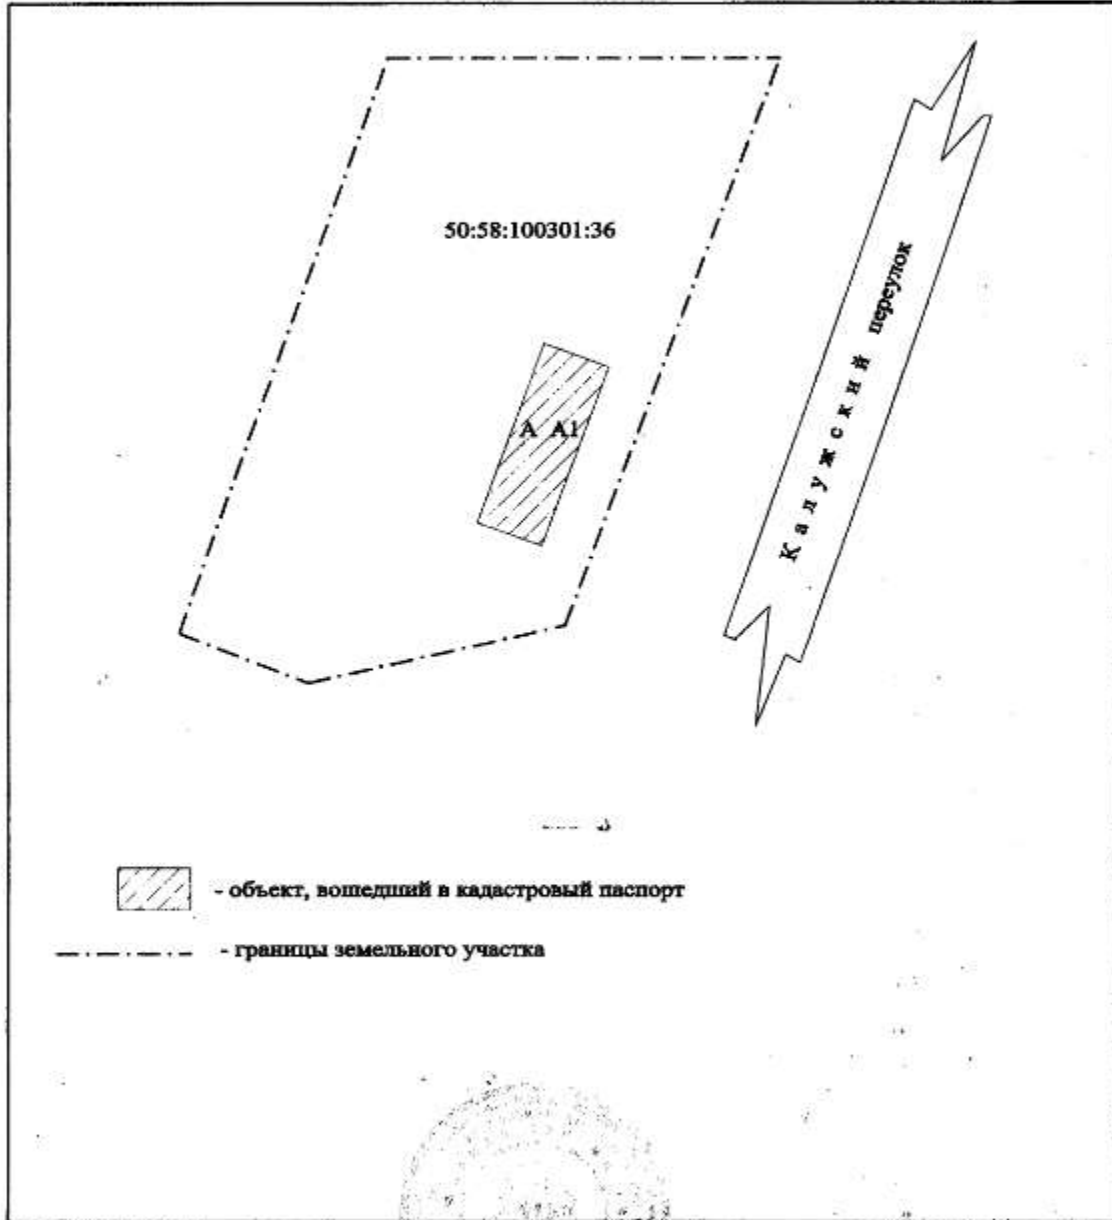 50:58:100301:36
А А1
Калужский переулок
- объект, вошедший в кадастровый паспорт
- границы земельного участка